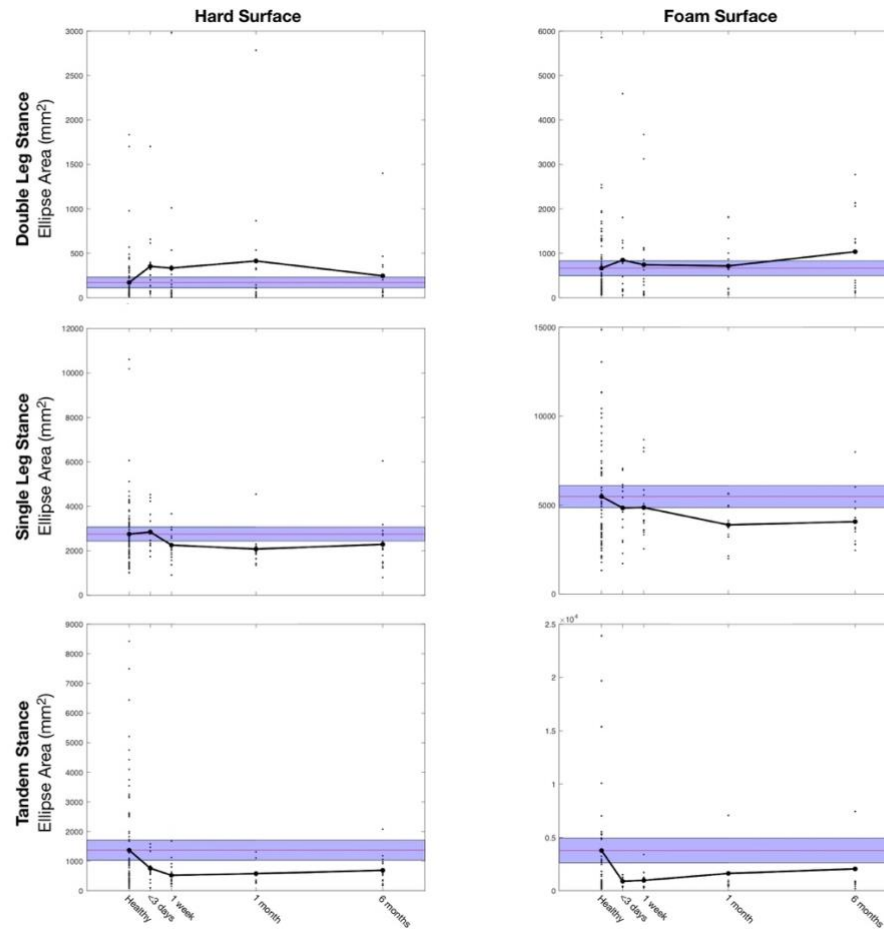 Hard Surface
Foam Surface
Double Leg Stance
Ellipse Area (mm²)
3000
2500
2000
1500
1000
500
0
6000
5000
4000
3000
2000
1000
0
Single Leg Stance
Ellipse Area (mm²)
12000
10000
8000
6000
4000
2000
0
15000
10000
5000
0
Tandem Stance
Ellipse Area (mm²)
9000
8000
7000
6000
5000
4000
3000
2000
1000
0
×10⁴
2.5
2
1.5
1
0.5
0
Healthy
<3 days
1 week
1 month
6 months
Healthy
<3 days
1 week
1 month
6 months